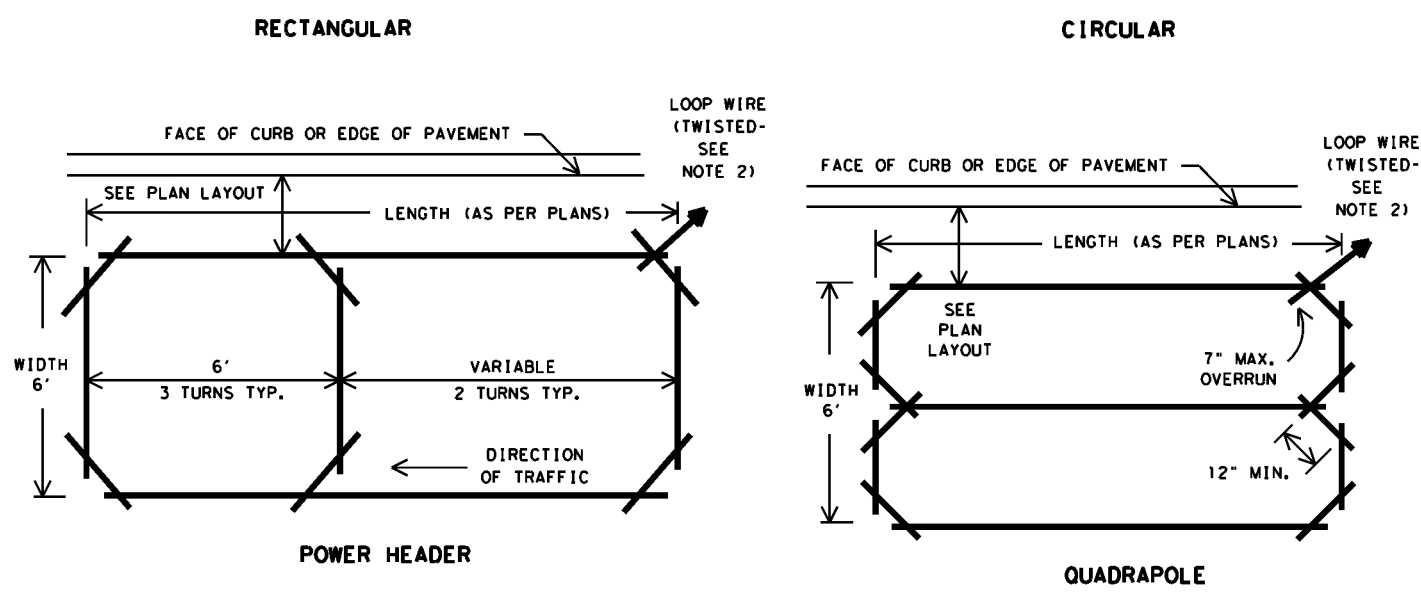 RECTANGULAR
CIRCULAR
LOOP WIRE
(TWISTED-
SEE
NOTE 2)
FACE OF CURB OR EDGE OF PAVEMENT
SEE PLAN LAYOUT
LENGTH (AS PER PLANS)
WIDTH
6'
6'
3 TURNS TYP.
VARIABLE
2 TURNS TYP.
DIRECTION
OF TRAFFIC
POWER HEADER
LOOP WIRE
(TWISTED-
SEE
NOTE 2)
FACE OF CURB OR EDGE OF PAVEMENT
LENGTH (AS PER PLANS)
SEE
PLAN
LAYOUT
7" MAX.
OVERRUN
WIDTH
6'
12" MIN.
QUADRAPOLE